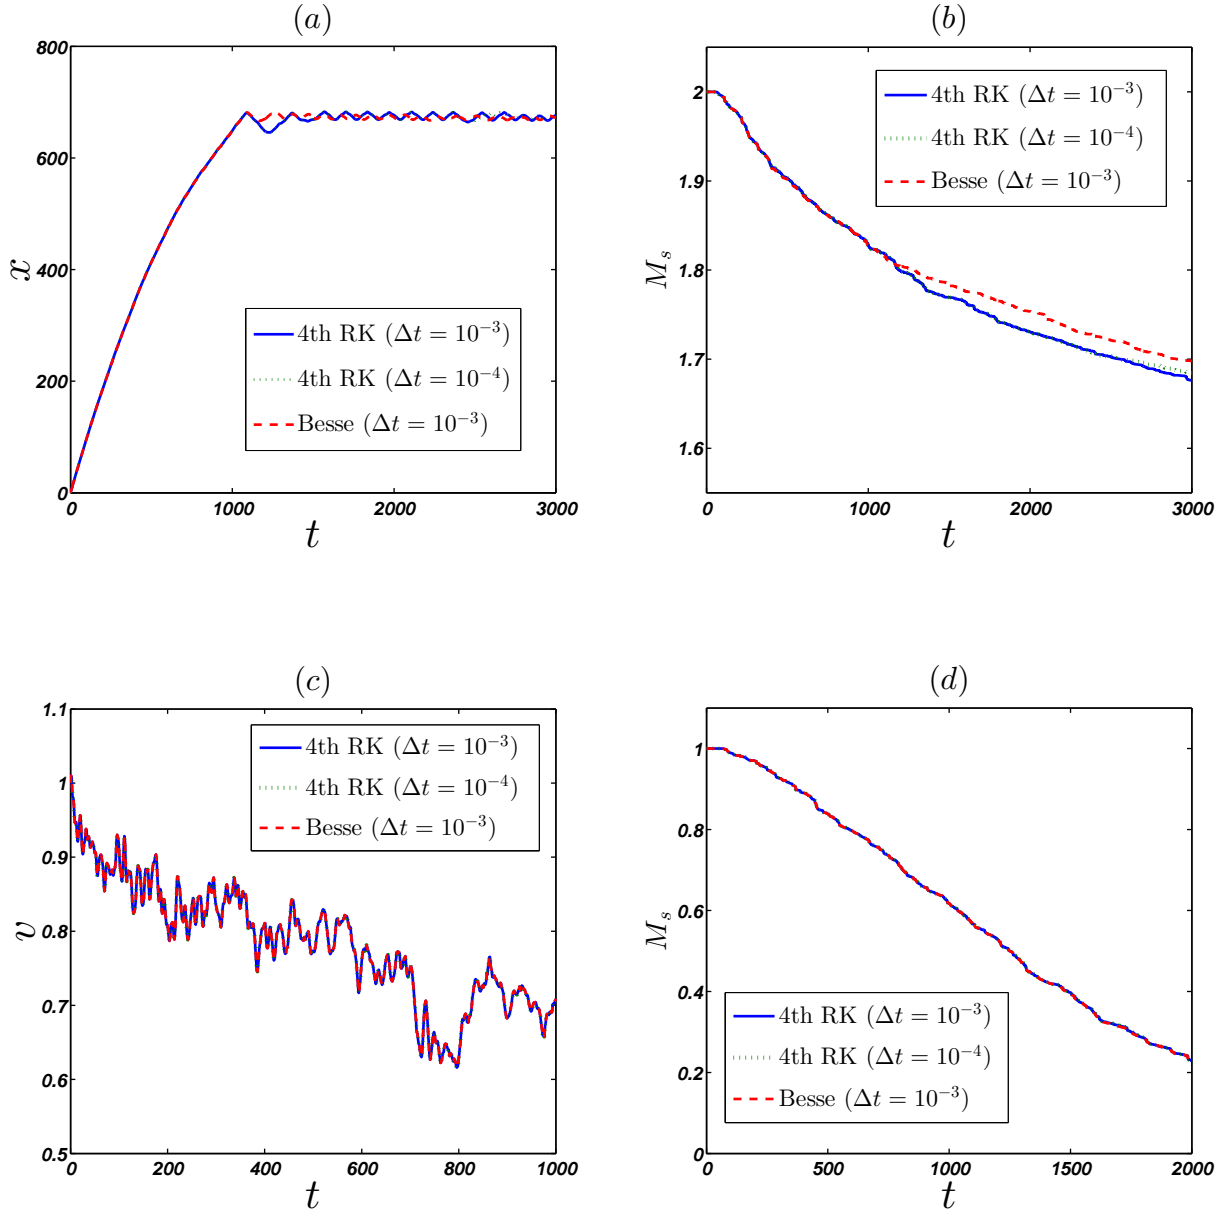 (a)
800
600
400
200
0
x
4th RK (Δt = 10⁻³)
4th RK (Δt = 10⁻⁴)
Besse (Δt = 10⁻³)
0 1000 2000 3000
t
(b)
2
1.9
1.8
1.7
1.6
M_s
4th RK (Δt = 10⁻³)
4th RK (Δt = 10⁻⁴)
Besse (Δt = 10⁻³)
0 1000 2000 3000
t
(c)
1.1
1
0.9
0.8
0.7
0.6
0.5
v
4th RK (Δt = 10⁻³)
4th RK (Δt = 10⁻⁴)
Besse (Δt = 10⁻³)
0 200 400 600 800 1000
t
(d)
1
0.8
0.6
0.4
0.2
0
M_s
4th RK (Δt = 10⁻³)
4th RK (Δt = 10⁻⁴)
Besse (Δt = 10⁻³)
0 500 1000 1500 2000
t